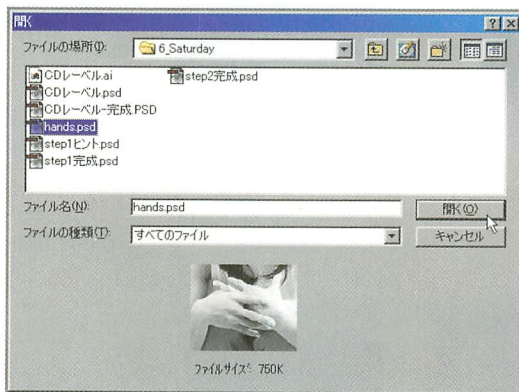 開く
ファイルの場所(I): 6_Saturday
CDレーベル.ai
CDレーベル.psd
CDレーベル-完成.PSD
hands.psd
step1ヒント.psd
step1完成.psd
step2完成.psd
ファイル名(N): hands.psd 開く(O)
ファイルの種類(T): すべてのファイル キャンセル
ファイルサイズ: 750K